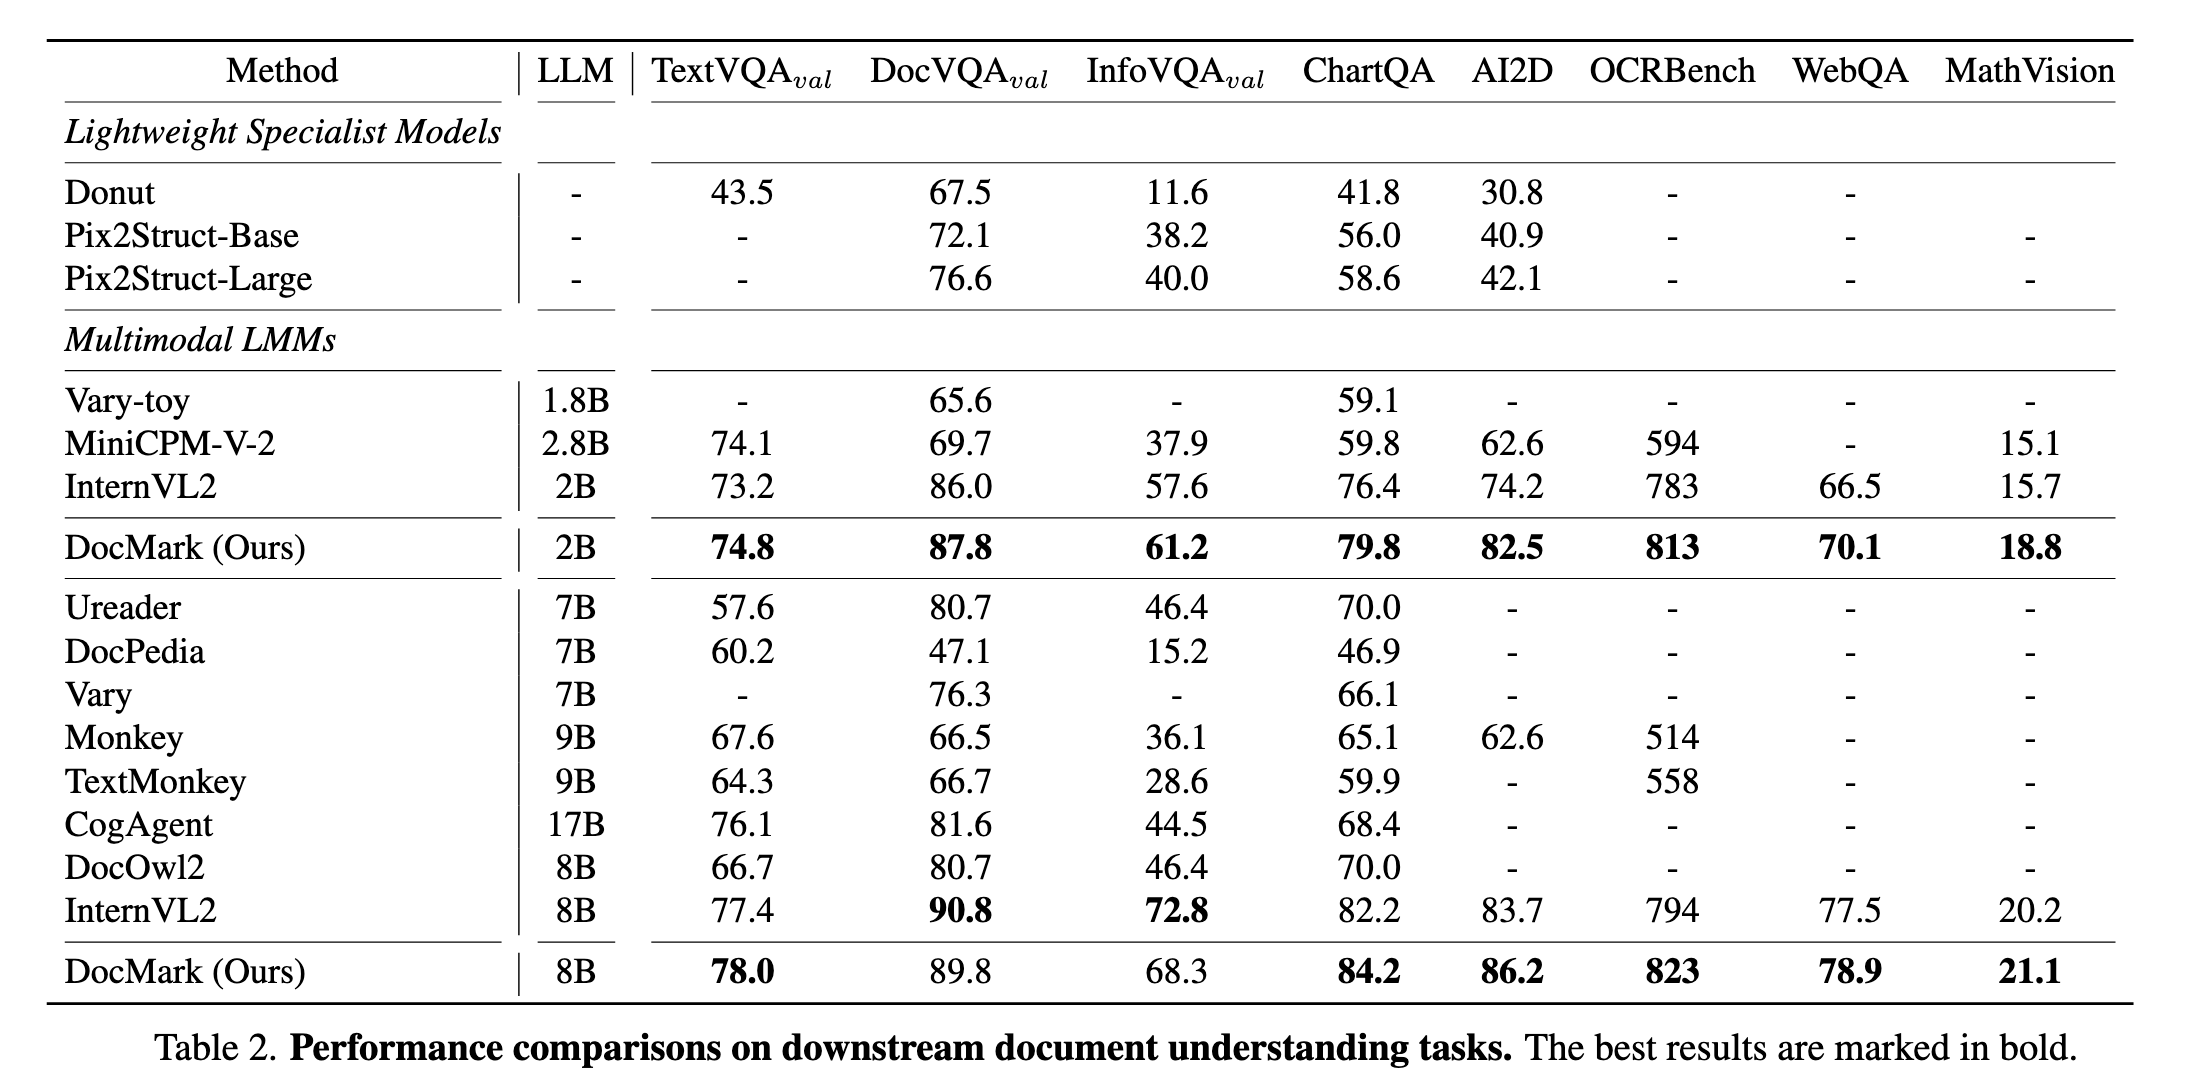 Method LLM TextVQAval DocVQAval InfoVQAval ChartQA AI2D OCRBench WebQA MathVision
Lightweight Specialist Models
Donut - 43.5 67.5 11.6 41.8 30.8 - -
Pix2Struct-Base - - 72.1 38.2 56.0 40.9 - - -
Pix2Struct-Large - - 76.6 40.0 58.6 42.1 - - -
Multimodal LMMs
Vary-toy 1.8B - 65.6 - 59.1 - - - -
MiniCPM-V-2 2.8B 74.1 69.7 37.9 59.8 62.6 594 - 15.1
InternVL2 2B 73.2 86.0 57.6 76.4 74.2 783 66.5 15.7
DocMark (Ours) 2B 74.8 87.8 61.2 79.8 82.5 813 70.1 18.8
Ureader 7B 57.6 80.7 46.4 70.0 - - - -
DocPedia 7B 60.2 47.1 15.2 46.9 - - - -
Vary 7B - 76.3 - 66.1 - - - -
Monkey 9B 67.6 66.5 36.1 65.1 62.6 514 - -
TextMonkey 9B 64.3 66.7 28.6 59.9 - 558 - -
CogAgent 17B 76.1 81.6 44.5 68.4 - - - -
DocOwl2 8B 66.7 80.7 46.4 70.0 - - - -
InternVL2 8B 77.4 90.8 72.8 82.2 83.7 794 77.5 20.2
DocMark (Ours) 8B 78.0 89.8 68.3 84.2 86.2 823 78.9 21.1
Table 2. Performance comparisons on downstream document understanding tasks. The best results are marked in bold.